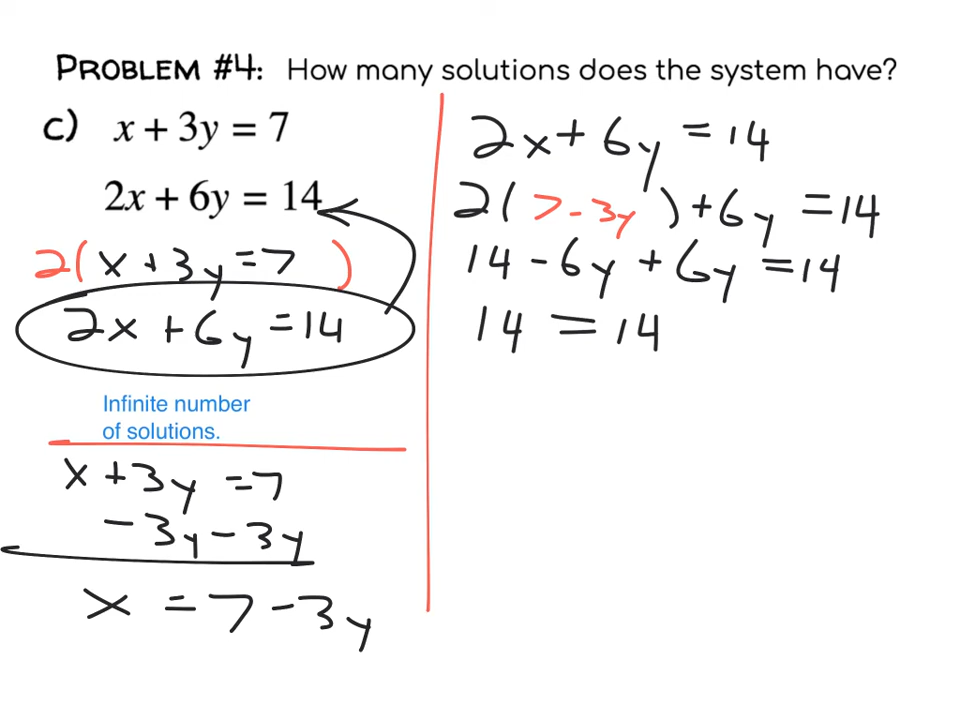 PROBLEM #4: How many solutions does the system have?
c) x + 3y = 7
2x + 6y = 14
2( x + 3y = 7 )
2x + 6y = 14
Infinite number
of solutions.
x + 3y = 7
- 3y - 3y
x = 7 - 3y
2x + 6y = 14
2( 7 - 3y ) + 6y = 14
14 - 6y + 6y = 14
14 = 14